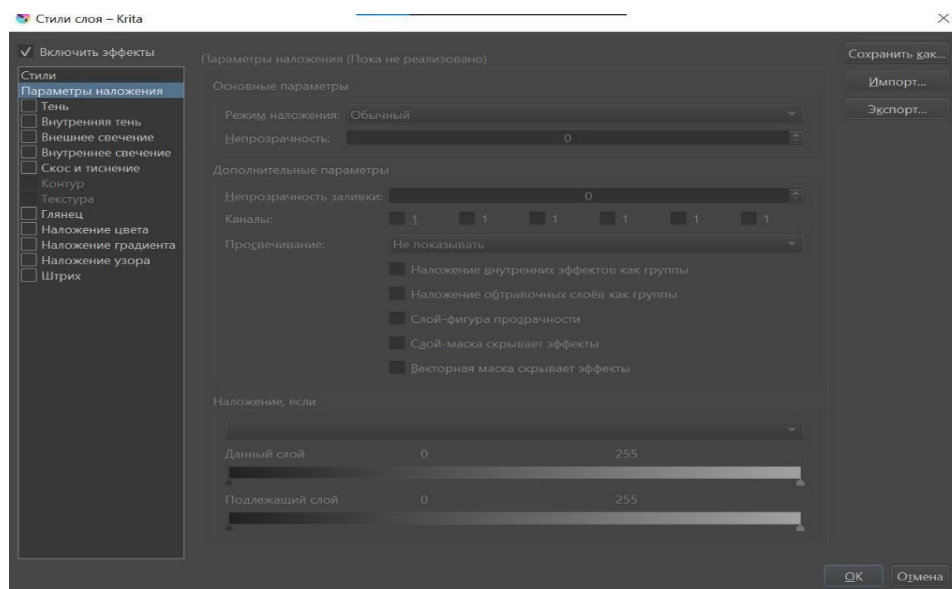 Стили слоя – Krita
Включить эффекты
Стили
Параметры наложения
Тень
Внутренняя тень
Внешнее свечение
Внутреннее свечение
Скос и тиснение
Контур
Текстура
Глянец
Наложение цвета
Наложение градиента
Наложение узора
Штрих
Параметры наложения (Пока не реализовано)
Основные параметры
Режим наложения: Обычный
Непрозрачность: 0
Дополнительные параметры
Непрозрачность заливки: 0
Каналы: 1 1 1 1 1 1
Просвечивание: Не показывать
Наложение внутренних эффектов как группы
Наложение обтравочных слоёв как группы
Слой-фигура прозрачности
Слой-маска скрывает эффекты
Векторная маска скрывает эффекты
Наложение, если
Данный слой 0 255
Подлежащий слой 0 255
Сохранить как...
Импорт...
Экспорт...
OK Отмена